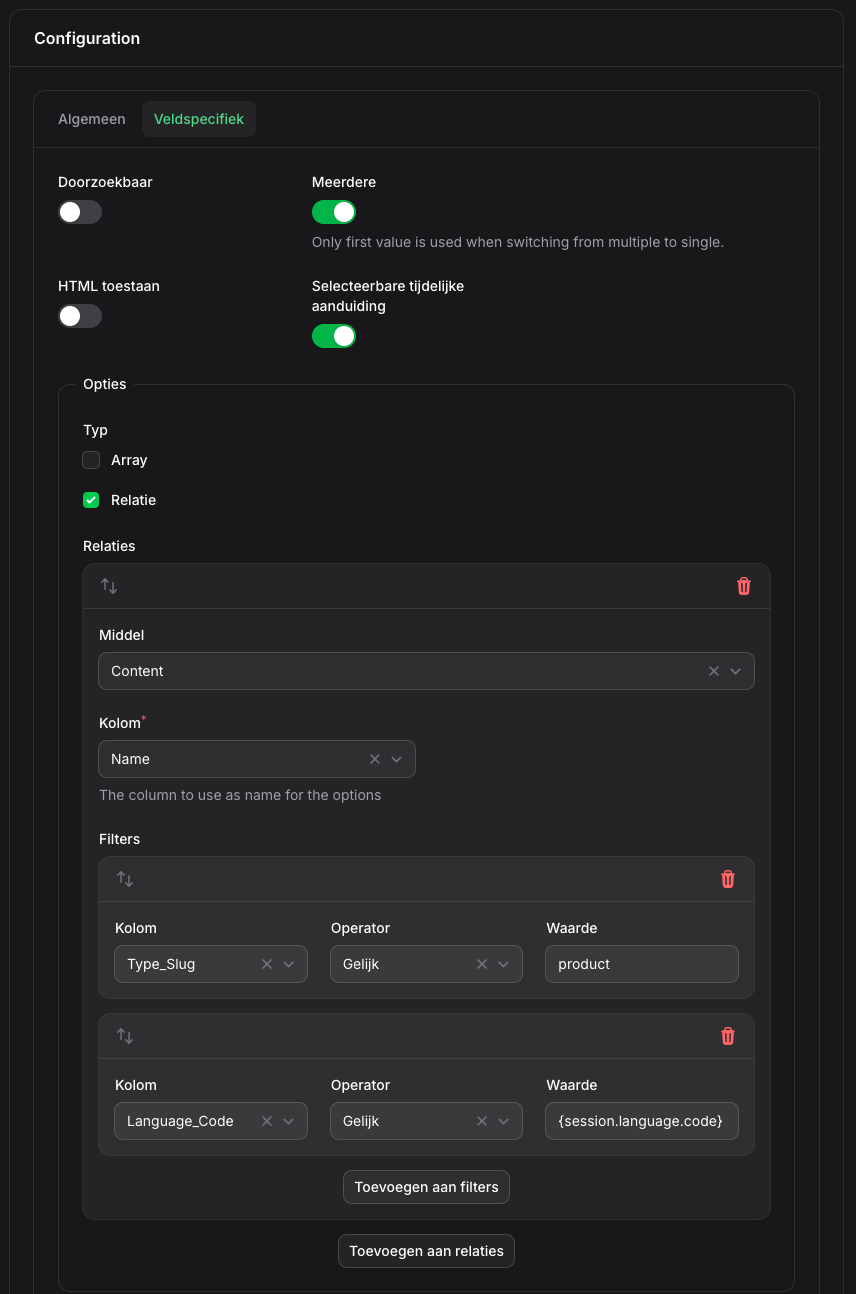 Configuration
Algemeen Veldspecifiek
Doorzoekbaar Meerdere
Only first value is used when switching from multiple to single.
HTML toestaan Selecteerbare tijdelijke
aanduiding
Opties
Typ
Array
Relatie
Relaties
Middel
Content
Kolom*
Name
The column to use as name for the options
Filters
Kolom Operator Waarde
Type_Slug Gelijk product
Kolom Operator Waarde
Language_Code Gelijk {session.language.code}
Toevoegen aan filters
Toevoegen aan relaties